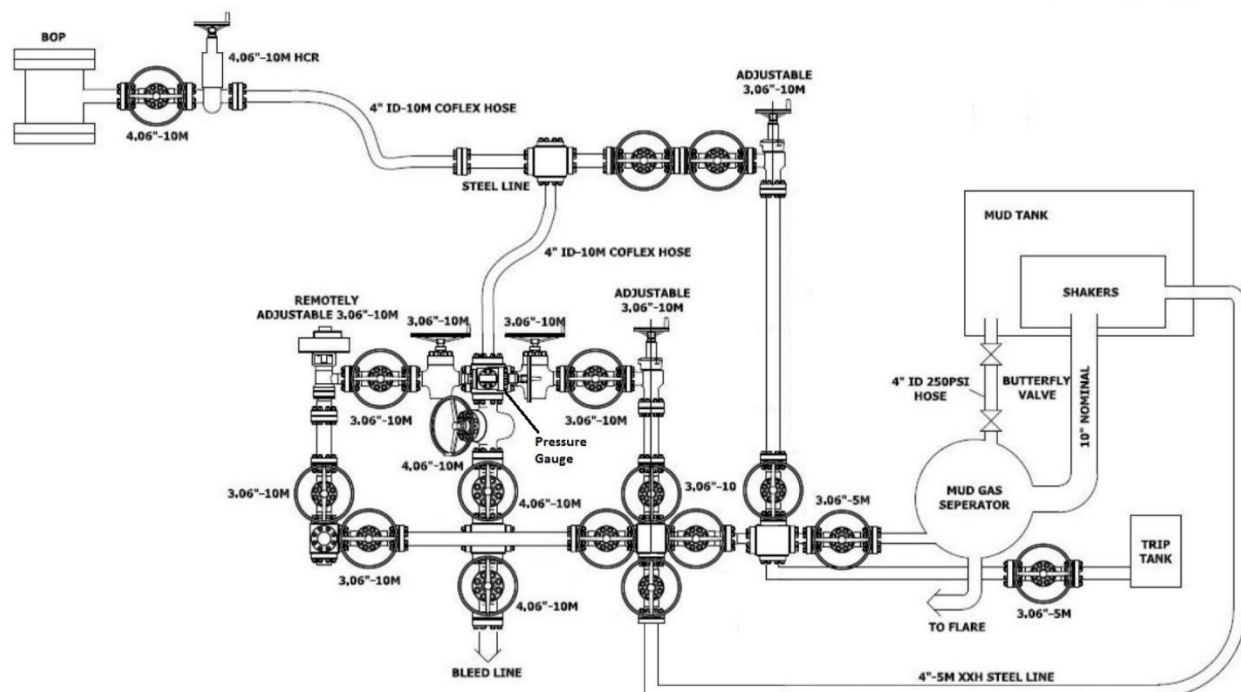 BOP
4.06"-10M HCR
4.06"-10M
4" ID-10M COFLEX HOSE
STEEL LINE
ADJUSTABLE
3.06"-10M
4" ID-10M COFLEX HOSE
MUD TANK
SHAKERS
REMOTELY
ADJUSTABLE 3.06"-10M
3.06"-10M
3.06"-10M
ADJUSTABLE
3.06"-10M
3.06"-10M
3.06"-10M
4" ID 250PSI
HOSE
BUTTERFLY
VALVE
10" NOMINAL
Pressure
Gauge
4.06"-10M
3.06"-10M
4.06"-10M
3.06"-10
3.06"-5M
MUD GAS
SEPERATOR
TRIP
TANK
3.06"-10M
4.06"-10M
3.06"-5M
TO FLARE
BLEED LINE
4"-5M XXH STEEL LINE